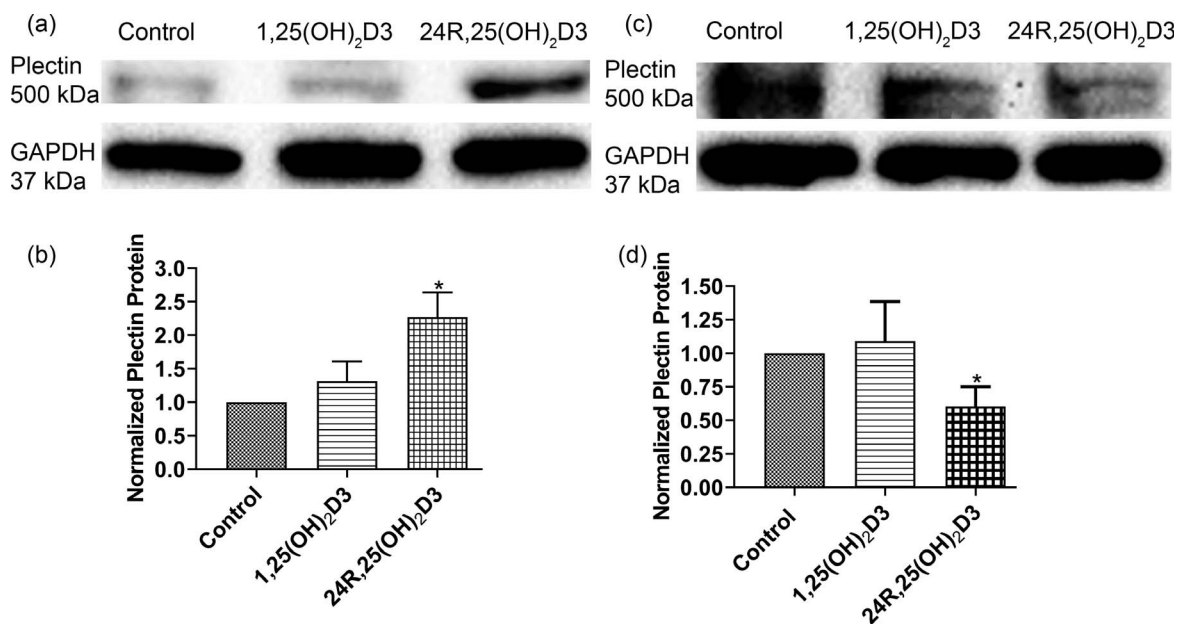 (a)
Control 1,25(OH)₂D3 24R,25(OH)₂D3
Plectin
500 kDa
GAPDH
37 kDa
(c)
Control 1,25(OH)₂D3 24R,25(OH)₂D3
Plectin
500 kDa
GAPDH
37 kDa
(b)
Normalized Plectin Protein
3.0
2.5
2.0
1.5
1.0
0.5
0.0
*
Control
1,25(OH)₂D3
24R,25(OH)₂D3
(d)
Normalized Plectin Protein
1.50
1.25
1.00
0.75
0.50
0.25
0.00
*
Control
1,25(OH)₂D3
24R,25(OH)₂D3